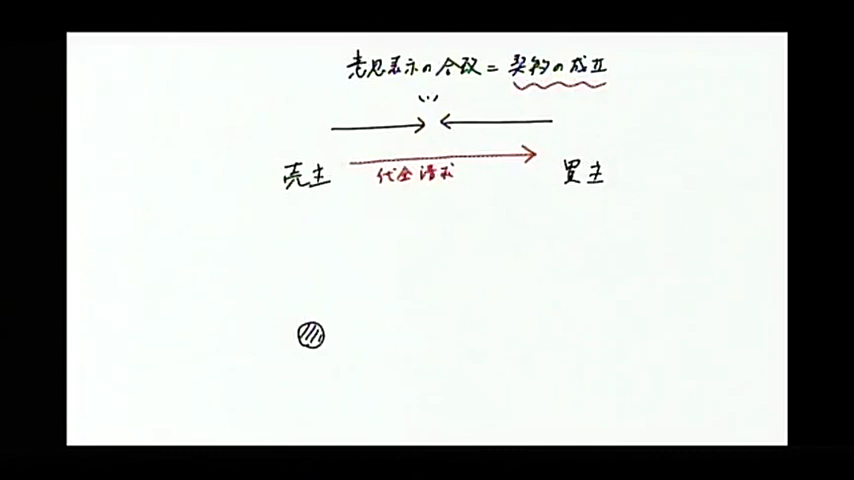 意思表示の合致=契約の成立
売主
代金請求
買主